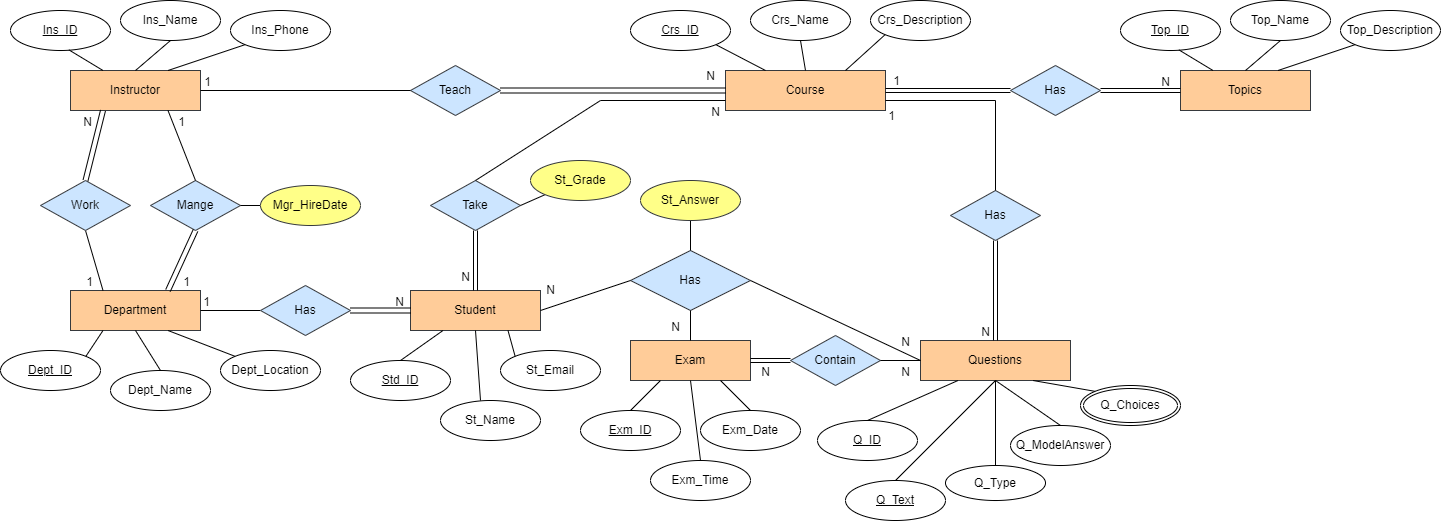 Ins_ID
Ins_Name
Ins_Phone
Crs_ID
Crs_Name
Crs_Description
Top_ID
Top_Name
Top_Description
Instructor
1
Teach
N
Course
1
Has
N
Topics
N
1
N
1
Work
Mange
Mgr_HireDate
Take
St_Grade
St_Answer
Has
1
1
N
N
Has
N
Department
1
Has
N
Student
N
N
N
Exam
N
Contain
N
Questions
Dept_ID
Dept_Name
Dept_Location
Std_ID
St_Name
St_Email
Exm_ID
Exm_Time
Exm_Date
Q_ID
Q_Text
Q_Type
Q_ModelAnswer
Q_Choices